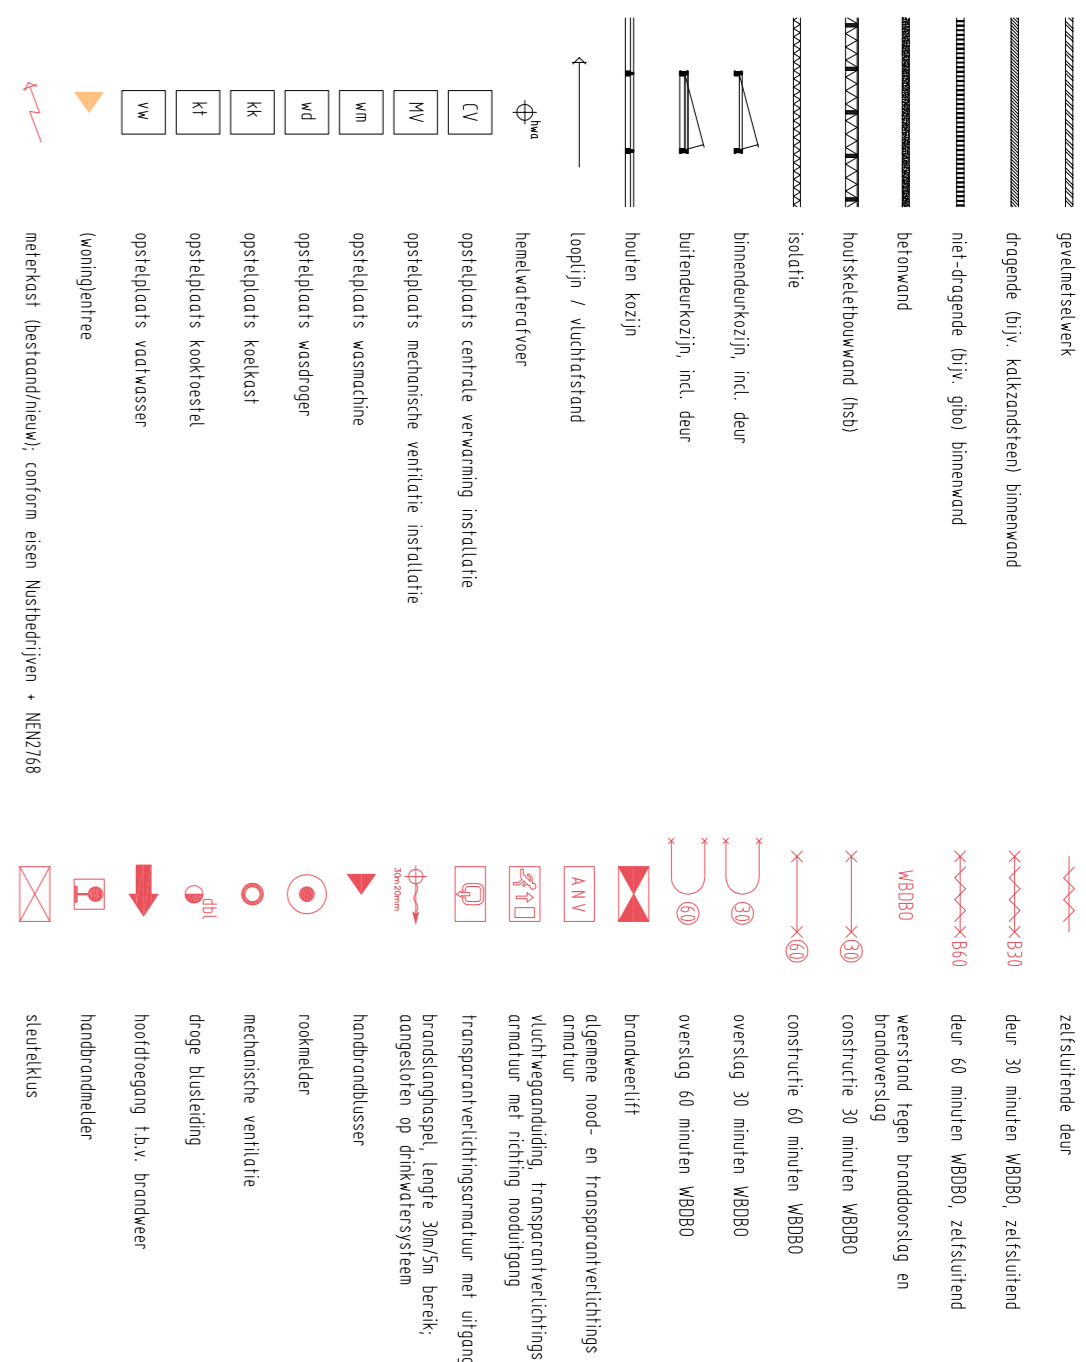 gevelmetselwerk
dragende (bijv. kalkzandsteen) binnenwand
niet-dragende (bijv. gibo) binnenwand
betonwand
houtskeletbouwwand (hsb)
isolatie
binnendeurkozijn, incl. deur
buitendeurkozijn, incl. deur
houten kozijn
looplijn / vluchtafstand
hwa
hemelwaterafvoer
CV
opstelplaats centrale verwarming installatie
MV
opstelplaats mechanische ventilatie installatie
wm
opstelplaats wasmachine
wd
opstelplaats wasdroger
kk
opstelplaats koelkast
kt
opstelplaats kooktoestel
vw
opstelplaats vaatwasser
(woning)entree
meterkast (bestaand/nieuw); conform eisen Nustbedrijven + NEN2768
zelfsluitende deur
B30
deur 30 minuten WBDBO, zelfsluitend
B60
deur 60 minuten WBDBO, zelfsluitend
WBDBO
weerstand tegen branddoorslag en
brandoverslag
30
constructie 30 minuten WBDBO
60
constructie 60 minuten WBDBO
30
overslag 30 minuten WBDBO
60
overslag 60 minuten WBDBO
brandweerlift
ANV
algemene nood- en transparantverlichtings
armatuur
vluchtwegaanduiding, transparantverlichtings
armatuur met richting nooduitgang
transparantverlichtingsarmatuur met uitgang
30m20mm
brandslanghaspel, lengte 30m/5m bereik;
aangesloten op drinkwatersysteem
handbrandblusser
rookmelder
mechanische ventilatie
dbl
droge blusleiding
hoofdtoegang t.b.v. brandweer
handbrandmelder
sleutelklus